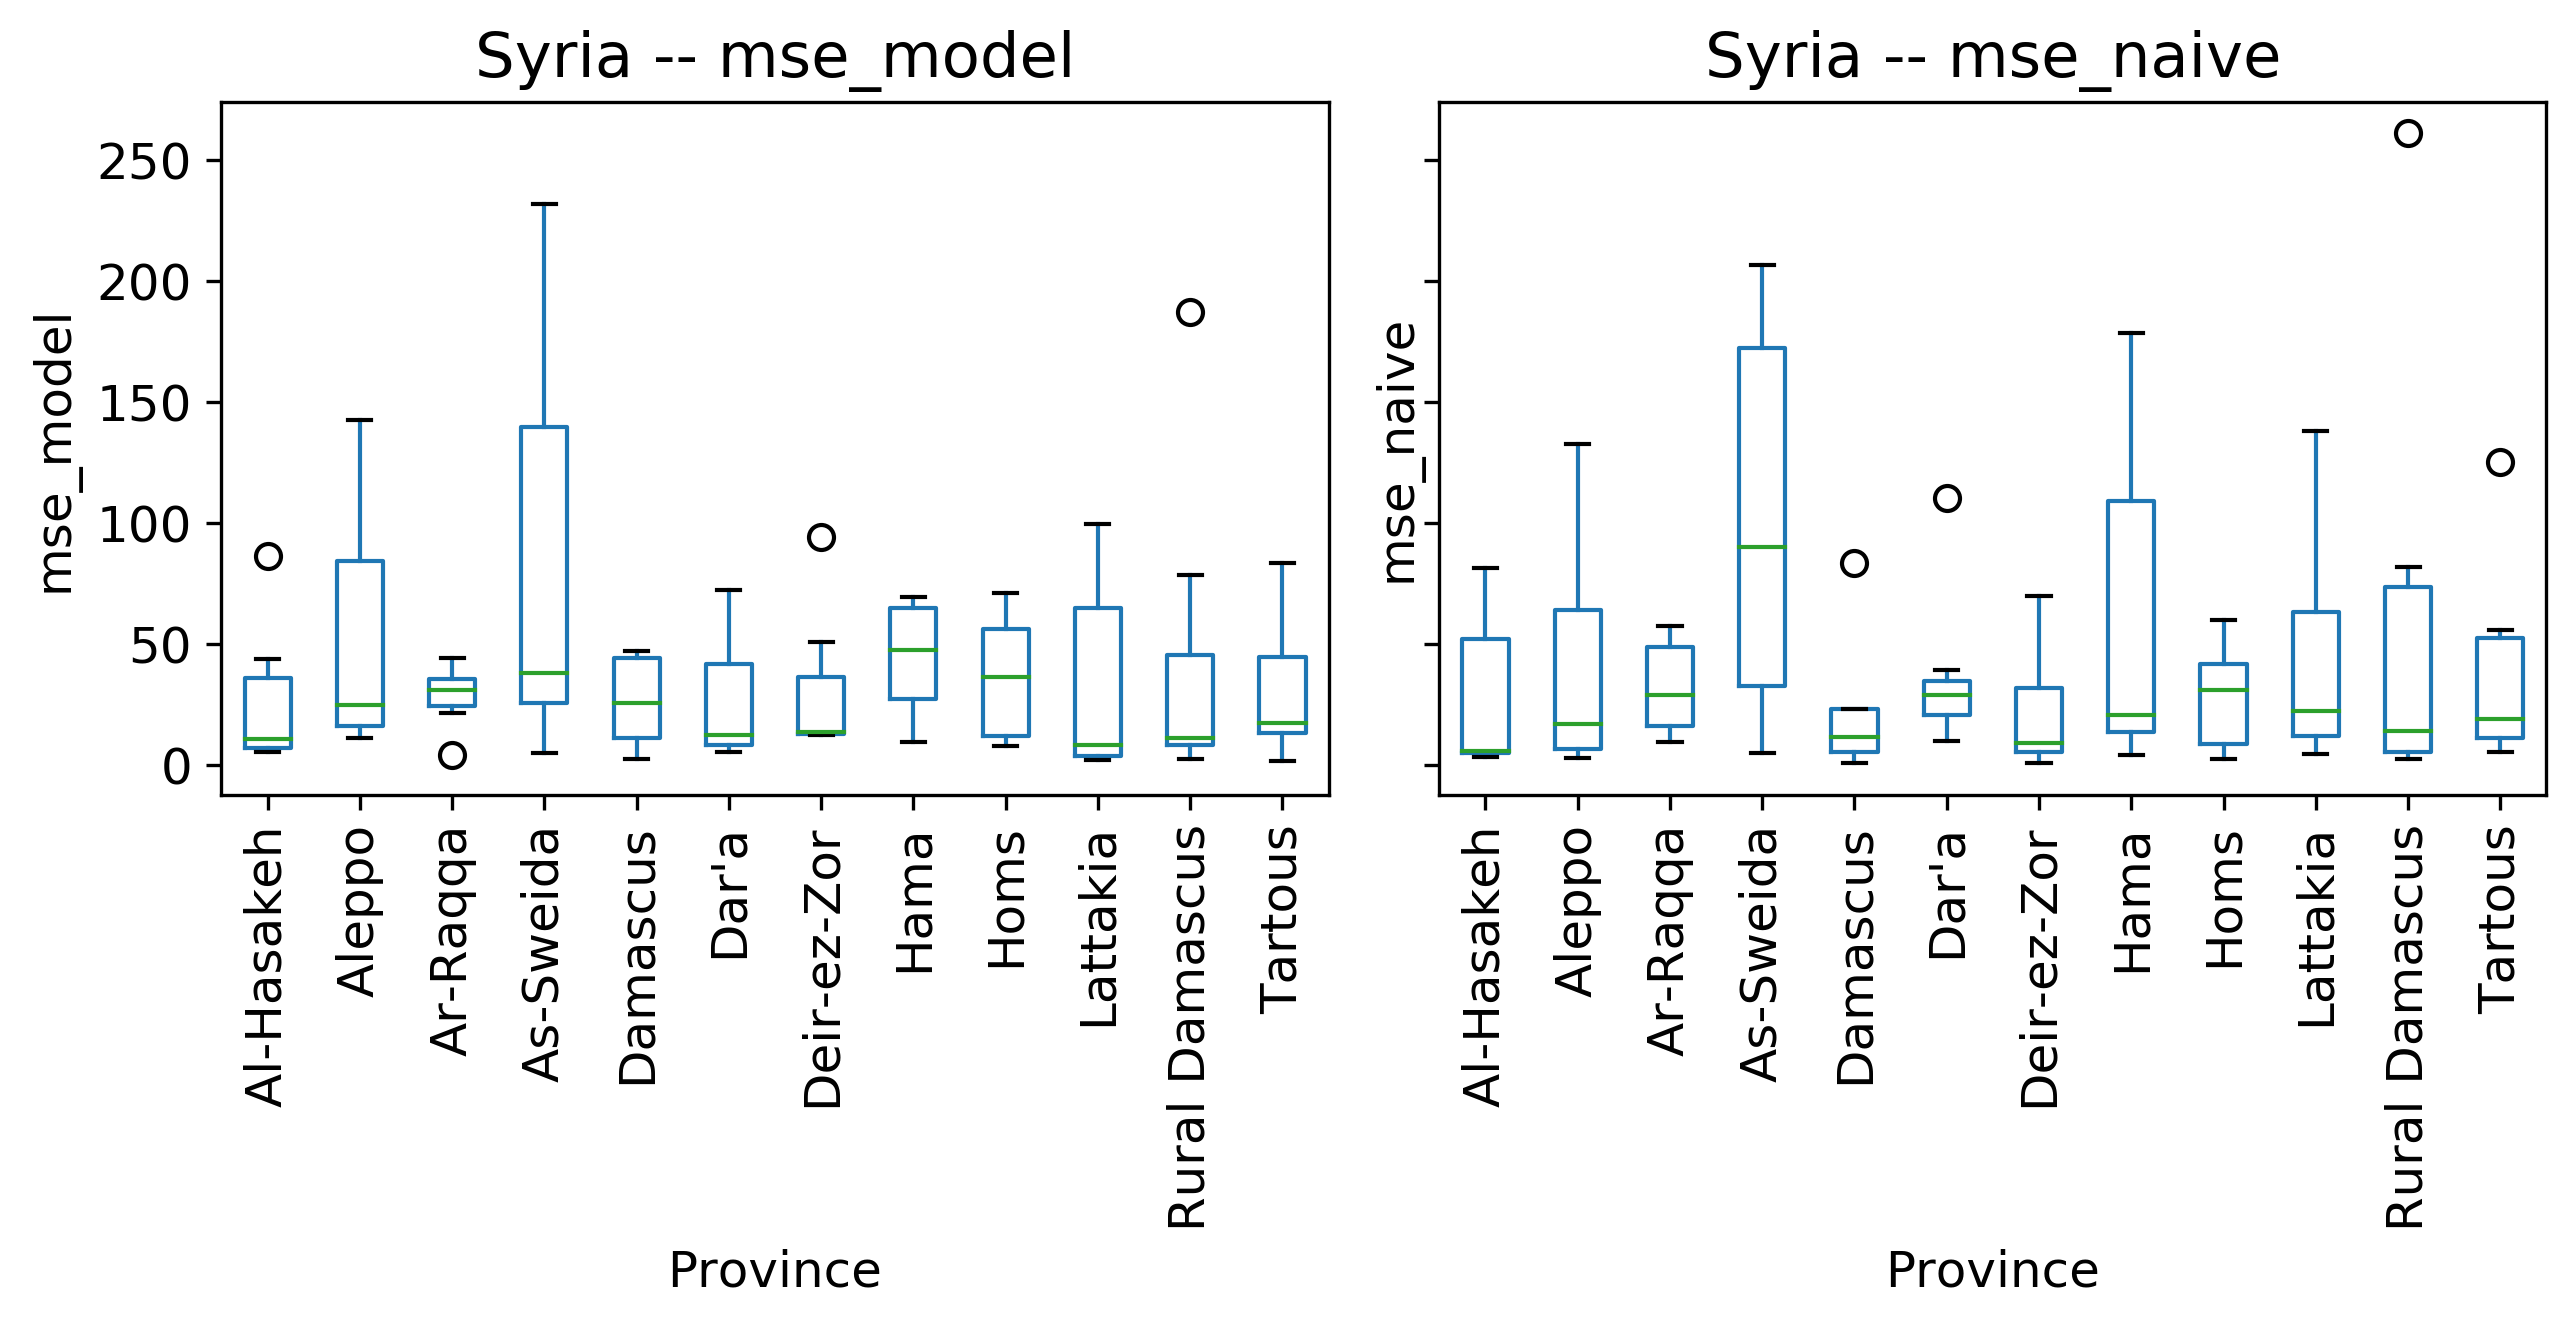 Syria -- mse_model
mse_model
250
200
150
100
50
0
Al-Hasakeh
Aleppo
Ar-Raqqa
As-Sweida
Damascus
Dar'a
Deir-ez-Zor
Hama
Homs
Lattakia
Rural Damascus
Tartous
Province
Syria -- mse_naive
mse_naive
Al-Hasakeh
Aleppo
Ar-Raqqa
As-Sweida
Damascus
Dar'a
Deir-ez-Zor
Hama
Homs
Lattakia
Rural Damascus
Tartous
Province